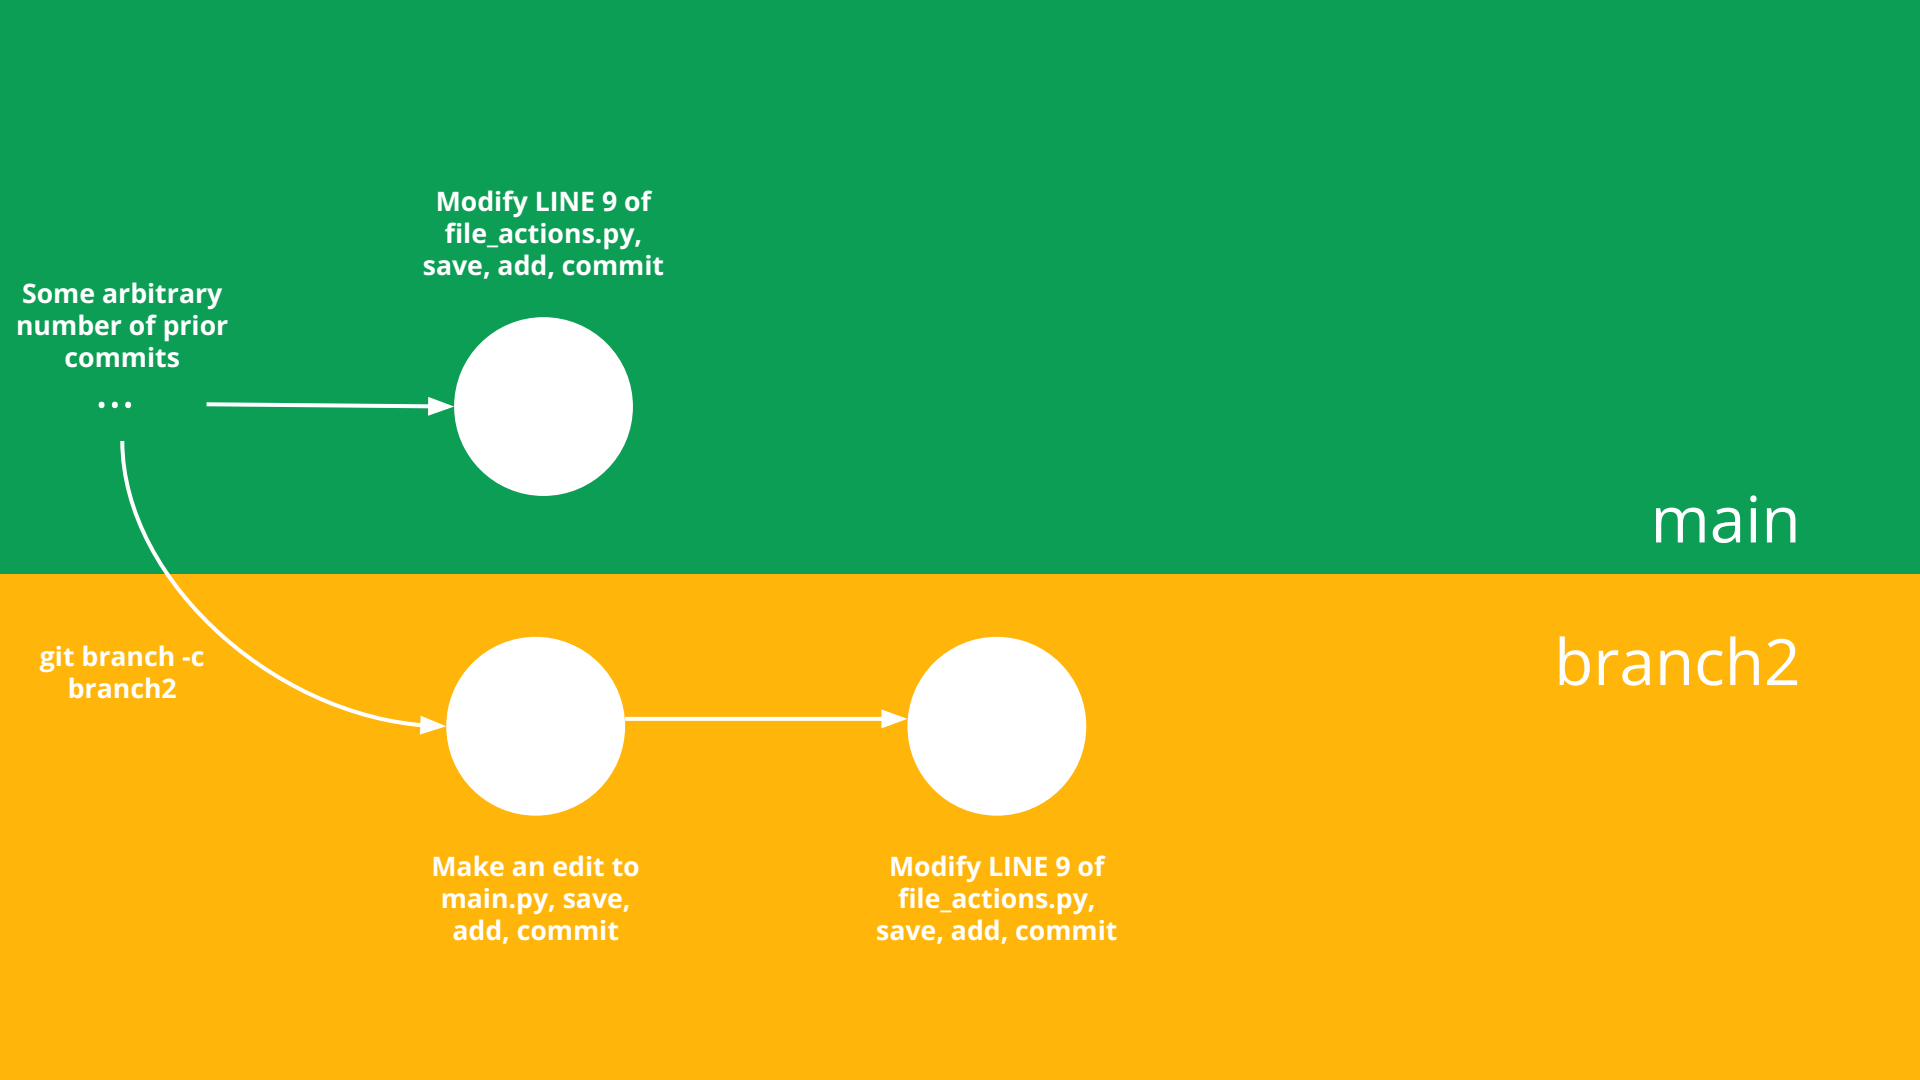 Modify LINE 9 of
file_actions.py,
save, add, commit
Some arbitrary
number of prior
commits
...
main
git branch -c
branch2
branch2
Make an edit to
main.py, save,
add, commit
Modify LINE 9 of
file_actions.py,
save, add, commit